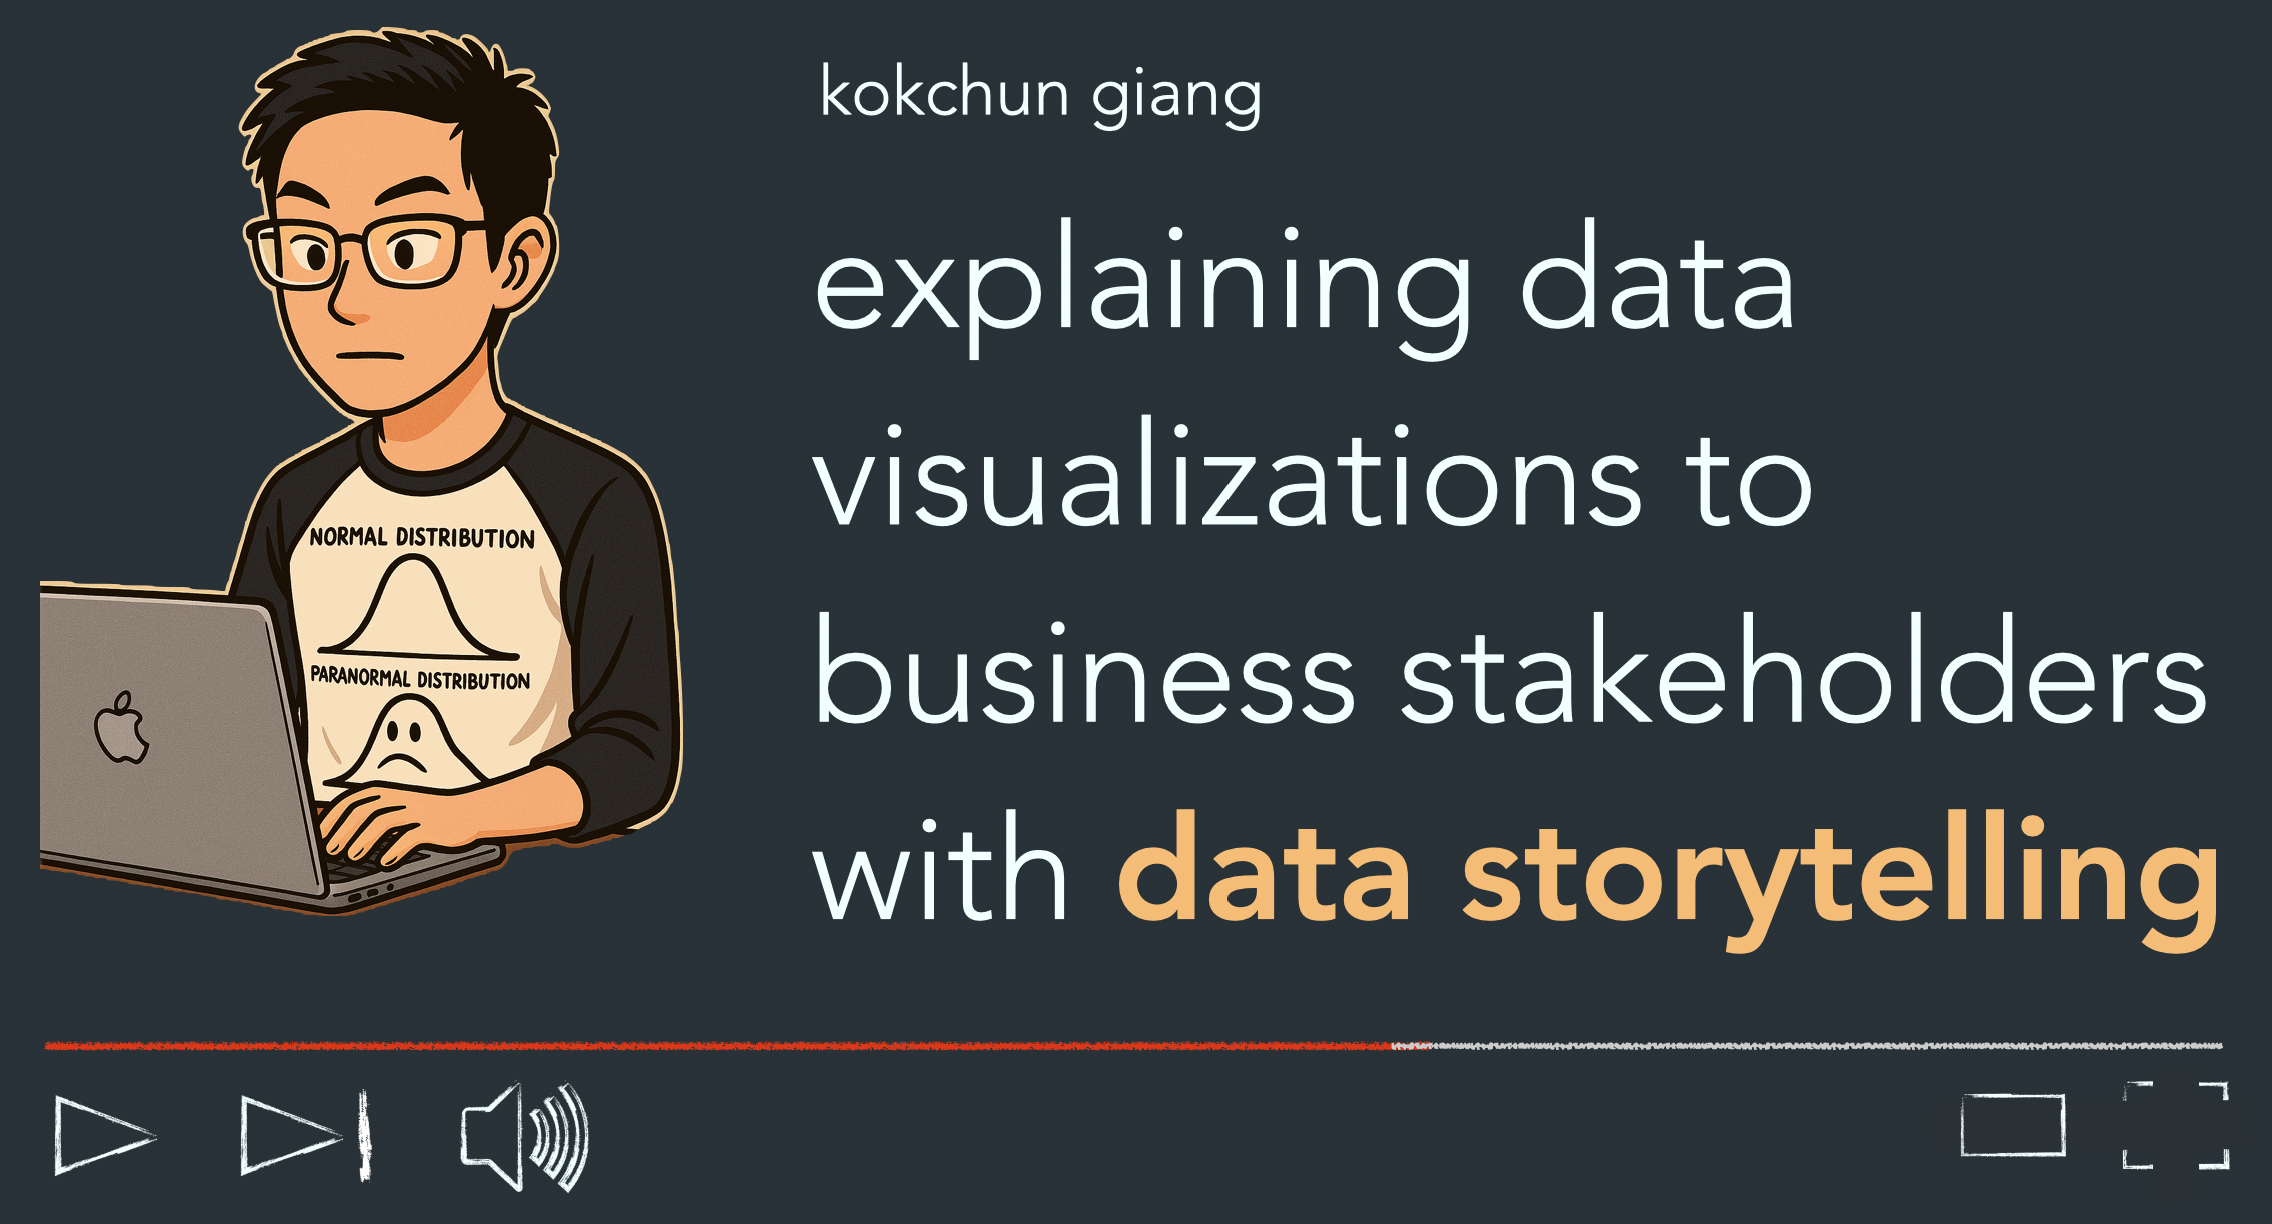 kokchun giang
explaining data
visualizations to
business stakeholders
with data storytelling
NORMAL DISTRIBUTION
PARANORMAL DISTRIBUTION